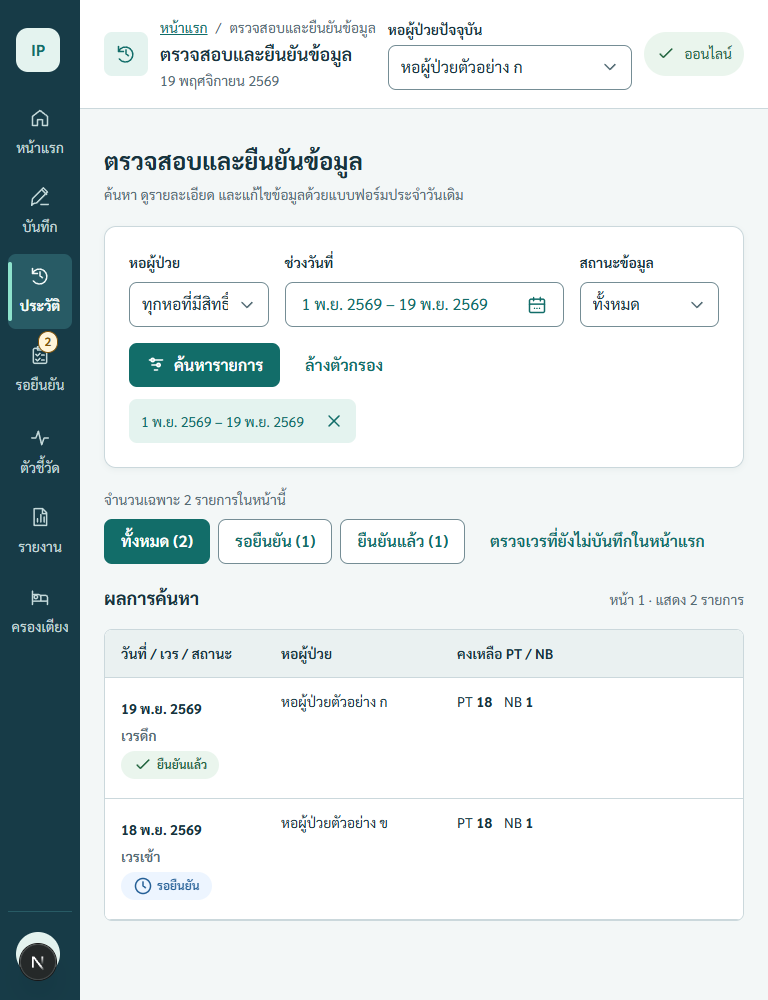 IP
หน้าแรก
บันทึก
ประวัติ
2
รอยืนยัน
ตัวชี้วัด
รายงาน
ครองเตียง
N
หน้าแรก / ตรวจสอบและยืนยันข้อมูล
ตรวจสอบและยืนยันข้อมูล
19 พฤศจิกายน 2569
หอผู้ป่วยปัจจุบัน
หอผู้ป่วยตัวอย่าง ก
ออนไลน์
ตรวจสอบและยืนยันข้อมูล
ค้นหา ดูรายละเอียด และแก้ไขข้อมูลด้วยแบบฟอร์มประจำวันเดิม
หอผู้ป่วย ช่วงวันที่ สถานะข้อมูล
ทุกหอที่มีสิทธิ์ 1 พ.ย. 2569 – 19 พ.ย. 2569 ทั้งหมด
ค้นหารายการ ล้างตัวกรอง
1 พ.ย. 2569 – 19 พ.ย. 2569
จำนวนเฉพาะ 2 รายการในหน้านี้
ทั้งหมด (2) รอยืนยัน (1) ยืนยันแล้ว (1) ตรวจเวรที่ยังไม่บันทึกในหน้าแรก
ผลการค้นหา หน้า 1 · แสดง 2 รายการ
วันที่ / เวร / สถานะ หอผู้ป่วย คงเหลือ PT / NB
19 พ.ย. 2569 หอผู้ป่วยตัวอย่าง ก PT 18 NB 1
เวรดึก
ยืนยันแล้ว
18 พ.ย. 2569 หอผู้ป่วยตัวอย่าง ข PT 18 NB 1
เวรเช้า
รอยืนยัน